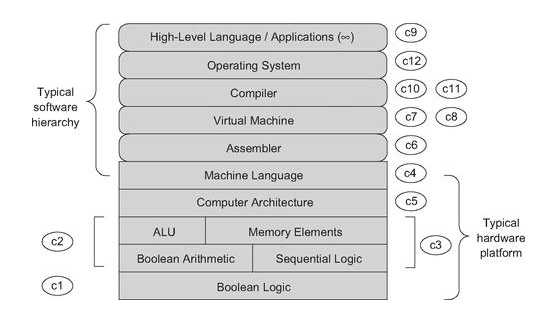 High-Level Language / Applications (∞) c9
Operating System c12
Typical
software
hierarchy
Compiler c10 c11
Virtual Machine c7 c8
Assembler c6
Machine Language c4
Computer Architecture c5
c2
ALU Memory Elements
Boolean Arithmetic Sequential Logic
c3
Typical
hardware
platform
c1
Boolean Logic